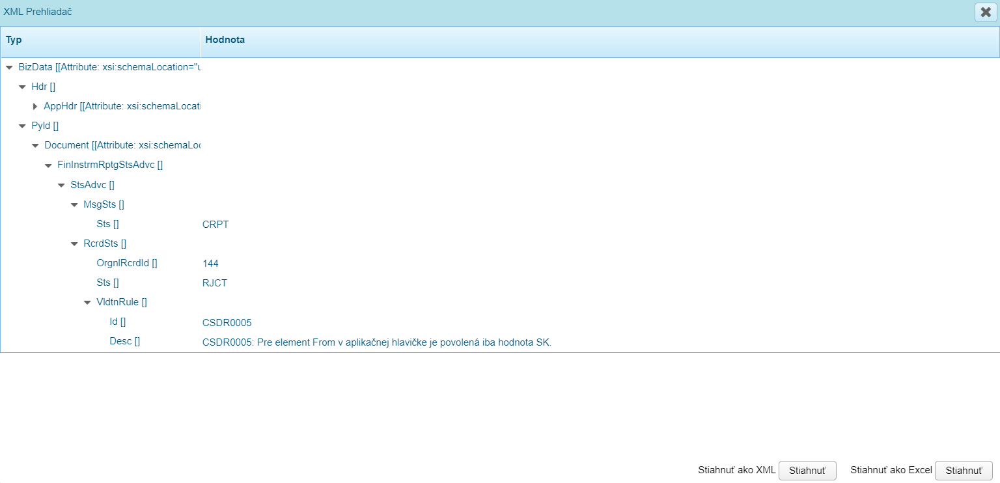 XML Prehliadač
Typ Hodnota
BizData [[Attribute: xsi:schemaLocation="u
Hdr []
AppHdr [[Attribute: xsi:schemaLocati
Pyld []
Document [[Attribute: xsi:schemaLoc
FinInstrmRptgStsAdvc []
StsAdvc []
MsgSts []
Sts [] CRPT
RcrdSts []
OrgnlRcrdId [] 144
Sts [] RJCT
VldtnRule []
Id [] CSDR0005
Desc [] CSDR0005: Pre element From v aplikačnej hlavičke je povolená iba hodnota SK.
Stiahnuť ako XML Stiahnuť Stiahnuť ako Excel Stiahnuť